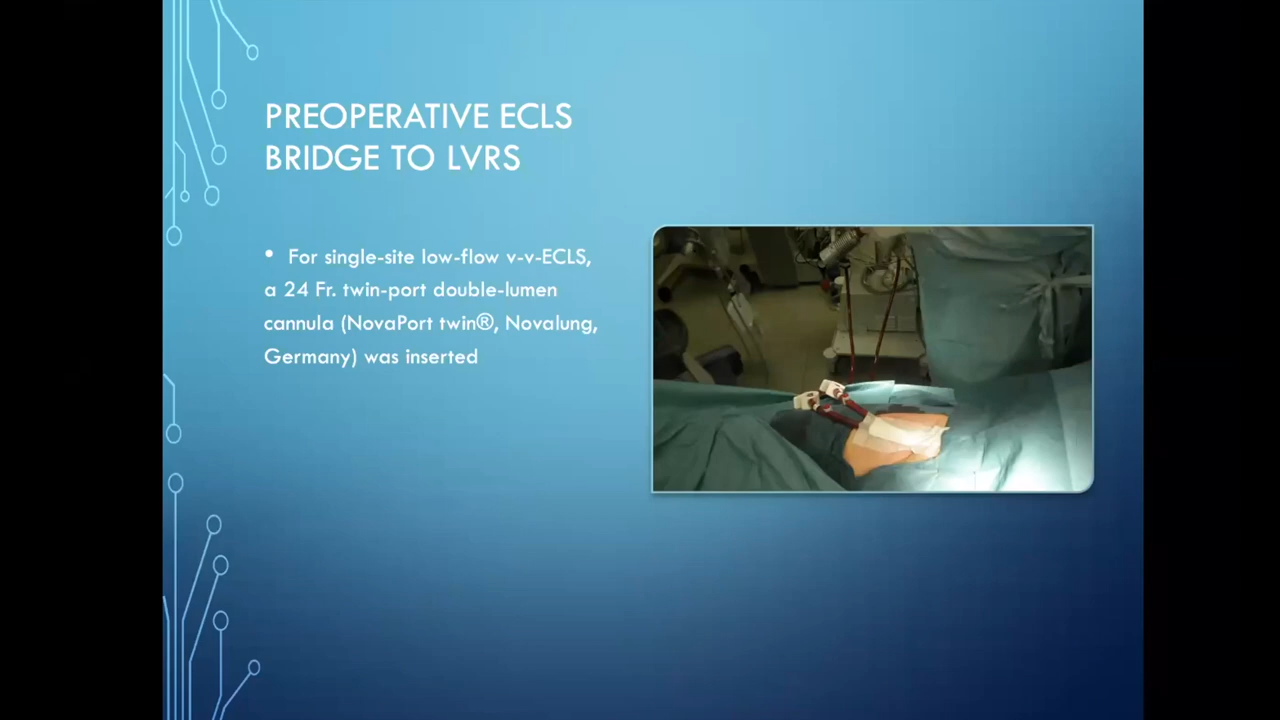 PREOPERATIVE ECLS
BRIDGE TO LVRS
• For single-site low-flow v-v-ECLS,
a 24 Fr. twin-port double-lumen
cannula (NovaPort twin®, Novalung,
Germany) was inserted